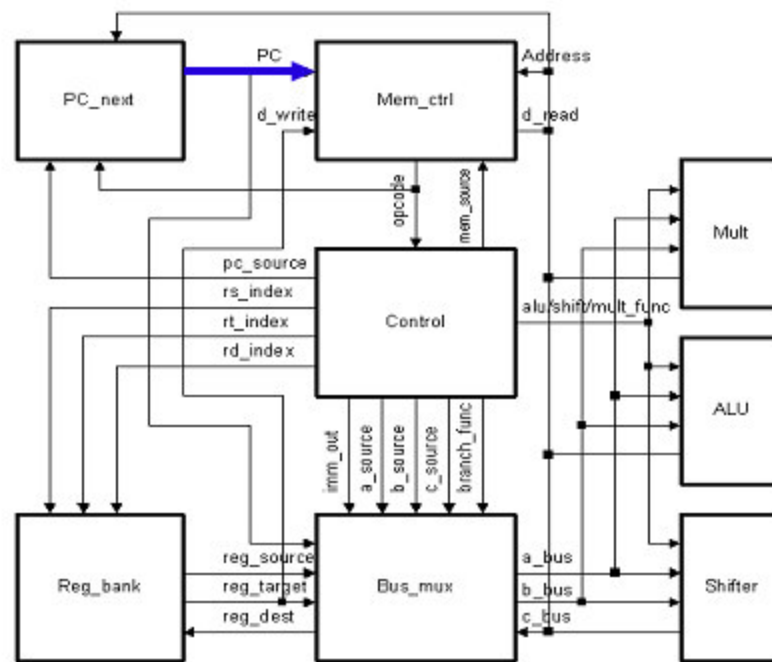 PC
Address
PC_next
Mem_ctrl
d_write
d_read
opcode
mem_source
Mult
pc_source
rs_index
rt_index
rd_index
Control
alu/shift/mult_func
ALU
imm_out
a_source
b_source
c_source
branch_func
Reg_bank
reg_source
reg_target
reg_dest
Bus_mux
a_bus
b_bus
c_bus
Shifter